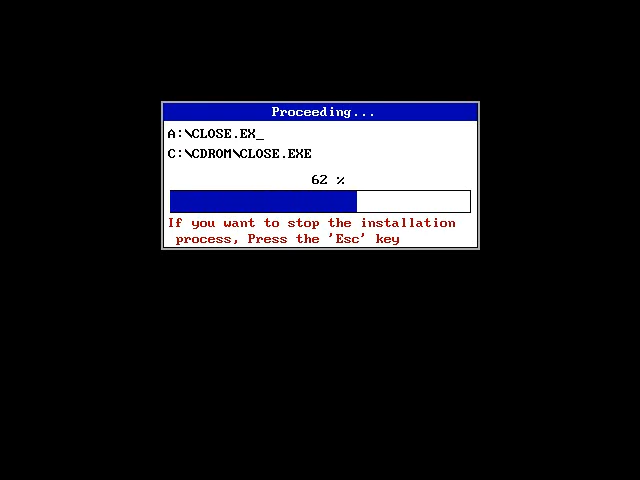 Proceeding...
A:\CLOSE.EX_
C:\CDROM\CLOSE.EXE
62 %
If you want to stop the installation
process, Press the 'Esc' key